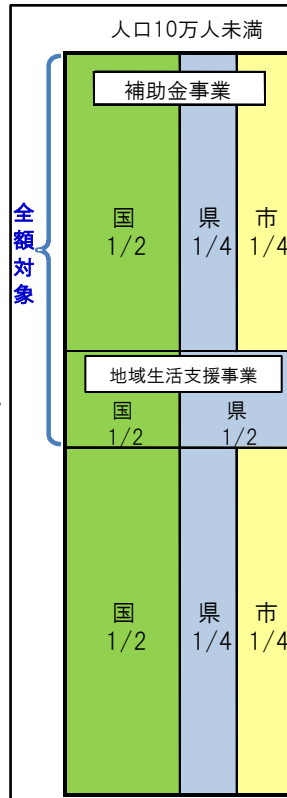 人口10万人未満
補助金事業
全額対象
国 県 市
1/2 1/4 1/4
地域生活支援事業
国 県
1/2 1/2
国 県 市
1/2 1/4 1/4